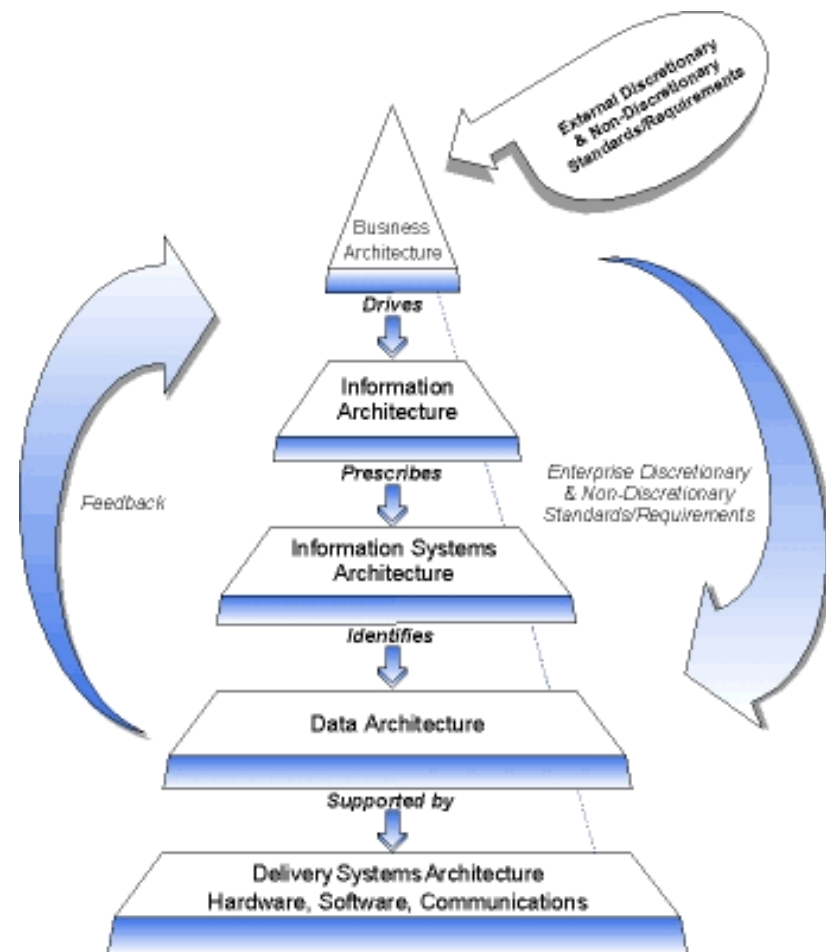 External Discretionary
& Non-Discretionary
Standards/Requirements
Business
Architecture
Drives
Information
Architecture
Prescribes
Feedback
Enterprise Discretionary
& Non-Discretionary
Standards/Requirements
Information Systems
Architecture
Identifies
Data Architecture
Supported by
Delivery Systems Architecture
Hardware, Software, Communications